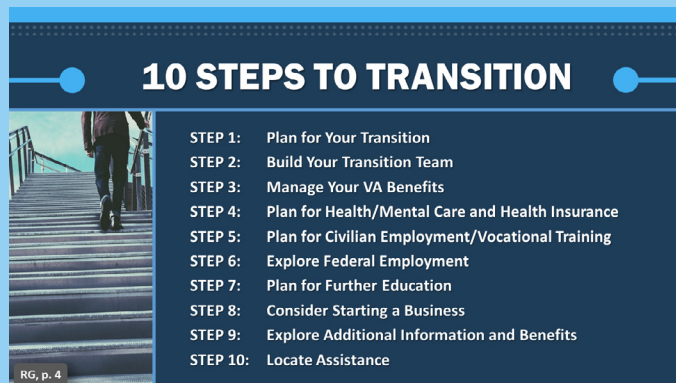 10 STEPS TO TRANSITION
STEP 1: Plan for Your Transition
STEP 2: Build Your Transition Team
STEP 3: Manage Your VA Benefits
STEP 4: Plan for Health/Mental Care and Health Insurance
STEP 5: Plan for Civilian Employment/Vocational Training
STEP 6: Explore Federal Employment
STEP 7: Plan for Further Education
STEP 8: Consider Starting a Business
STEP 9: Explore Additional Information and Benefits
STEP 10: Locate Assistance
RG, p. 4